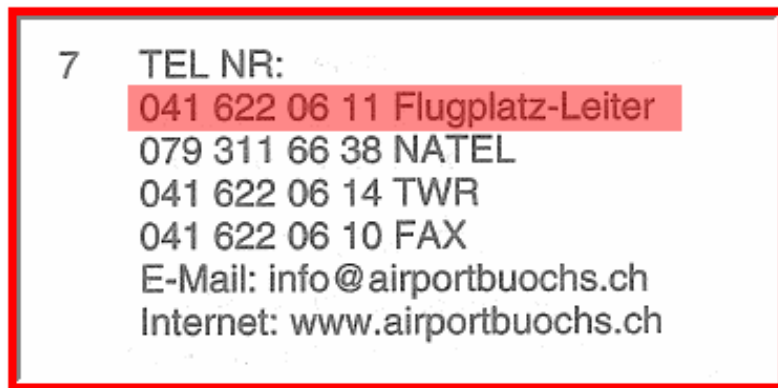 7 TEL NR:
041 622 06 11 Flugplatz-Leiter
079 311 66 38 NATEL
041 622 06 14 TWR
041 622 06 10 FAX
E-Mail: info@airportbuochs.ch
Internet: www.airportbuochs.ch